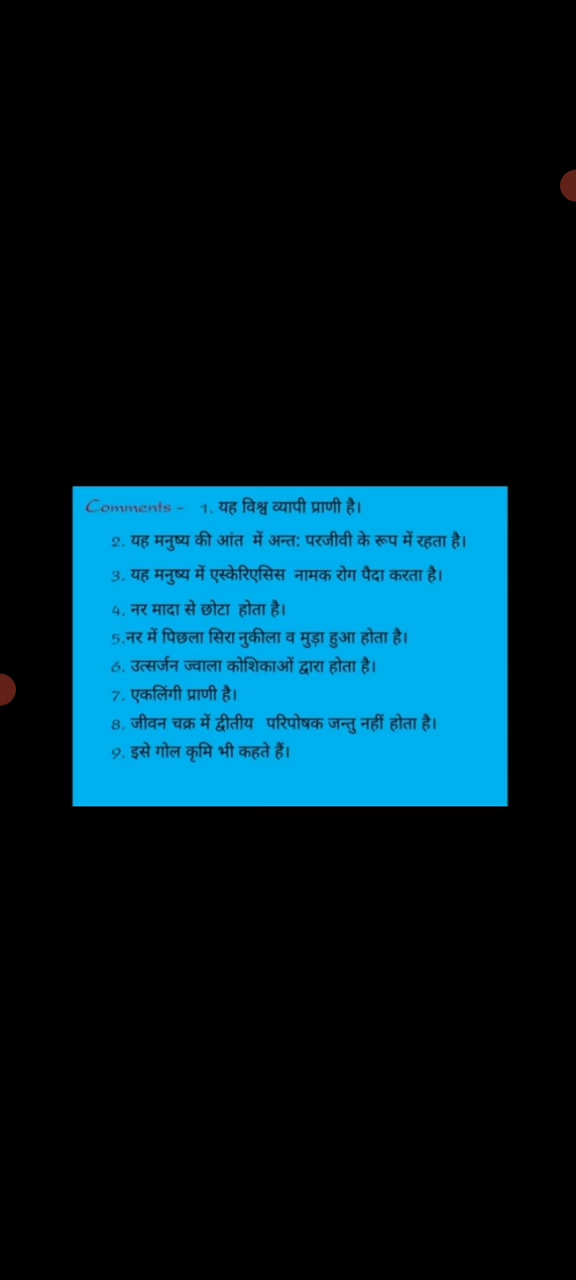 Comments - 1. यह विश्व व्यापी प्राणी है।
2. यह मनुष्य की आंत में अन्त: परजीवी के रूप में रहता है।
3. यह मनुष्य में एस्केरिएसिस नामक रोग पैदा करता है।
4. नर मादा से छोटा होता है।
5.नर में पिछला सिरा नुकीला व मुड़ा हुआ होता है।
6. उत्सर्जन ज्वाला कोशिकाओं द्वारा होता है।
7. एकलिंगी प्राणी है।
8. जीवन चक्र में द्वीतीय परिपोषक जन्तु नहीं होता है।
9. इसे गोल कृमि भी कहते हैं।